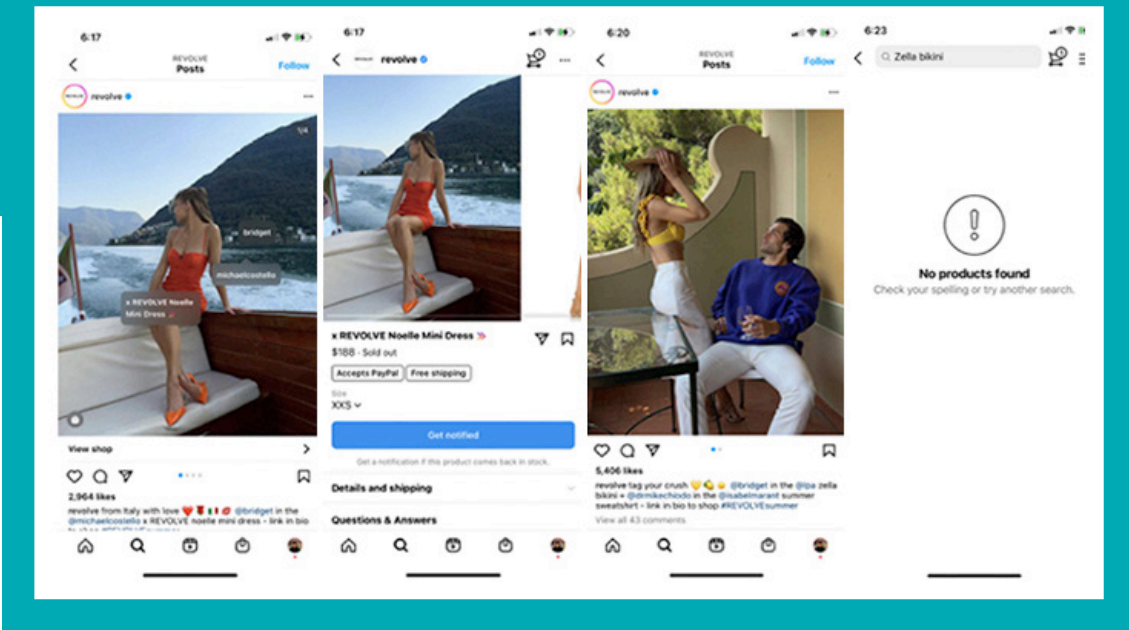 6:17
REVOLVE
Posts
Follow
revolve
1/4
bridget
michaelcostello
x REVOLVE Noelle
Mini Dress
View shop
2,964 likes
revolve from Italy with love ❤️🌹🇮🇹💋 @bridget in the
@michaelcostello x REVOLVE noelle mini dress - link in bio
to shop #REVOLVEsummer
6:17
revolve
x REVOLVE Noelle Mini Dress
$188 · Sold out
Accepts PayPal
Free shipping
Size
XXS
Get notified
Get a notification if this product comes back in stock.
Details and shipping
Questions & Answers
6:20
REVOLVE
Posts
Follow
revolve
5,406 likes
revolve tag your crush 💛🍋 @bridget in the @lpa zella
bikini + @drmikechiodo in the @isabelmarant summer
sweatshirt - link in bio to shop #REVOLVEsummer
View all 43 comments
6:23
Zella bikini
No products found
Check your spelling or try another search.